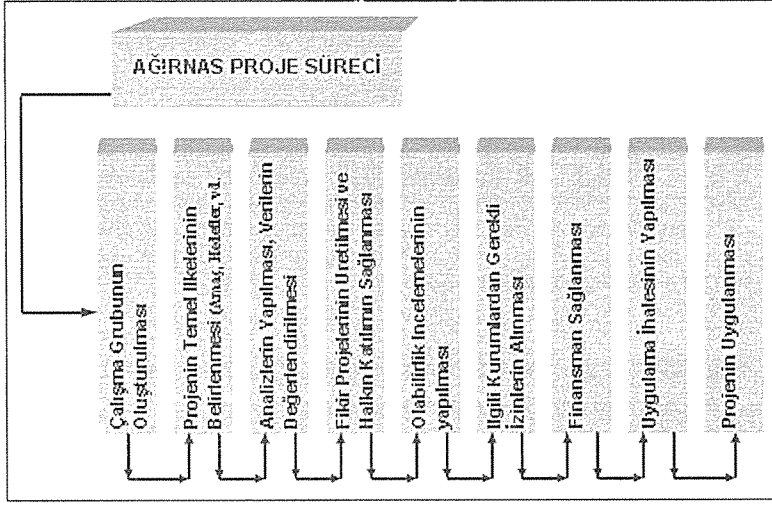 AĞIRNAS PROJE SÜRECİ
Çalışma Grubunun
Oluşturulması
Projenin Temel İlkelerinin
Belirlenmesi (Amaç, Hedefler, vd.
Analizlerin Yapılması, Verilerin
Değerlendirilmesi
Fikir Projelerinin Üretilmesi ve
Halkın Katılımın Sağlanması
Olabilirlik İncelemelerinin
yapılması
İlgili Kurumlardan Gerekli
İzinlerin Alınması
Finansman Sağlanması
Uygulama İhalesinin Yapılması
Projenin Uygulanması